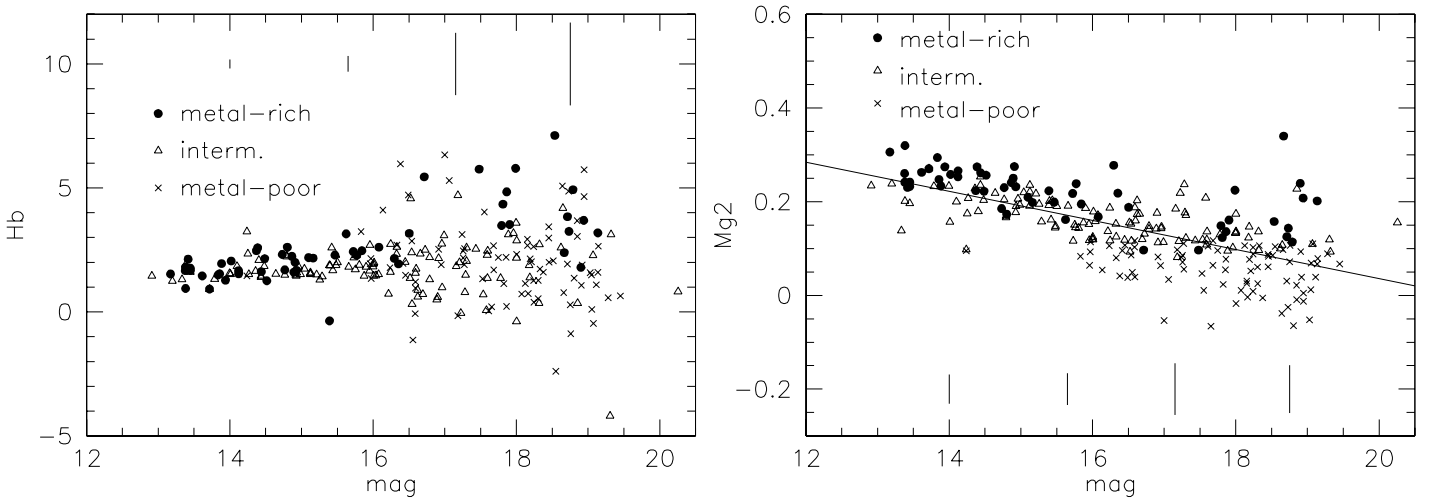 10
5
0
−5
Hb
metal−rich
interm.
metal−poor
12 14 16 18 20
mag
0.6
0.4
0.2
0
−0.2
Mg2
metal−rich
interm.
metal−poor
12 14 16 18 20
mag